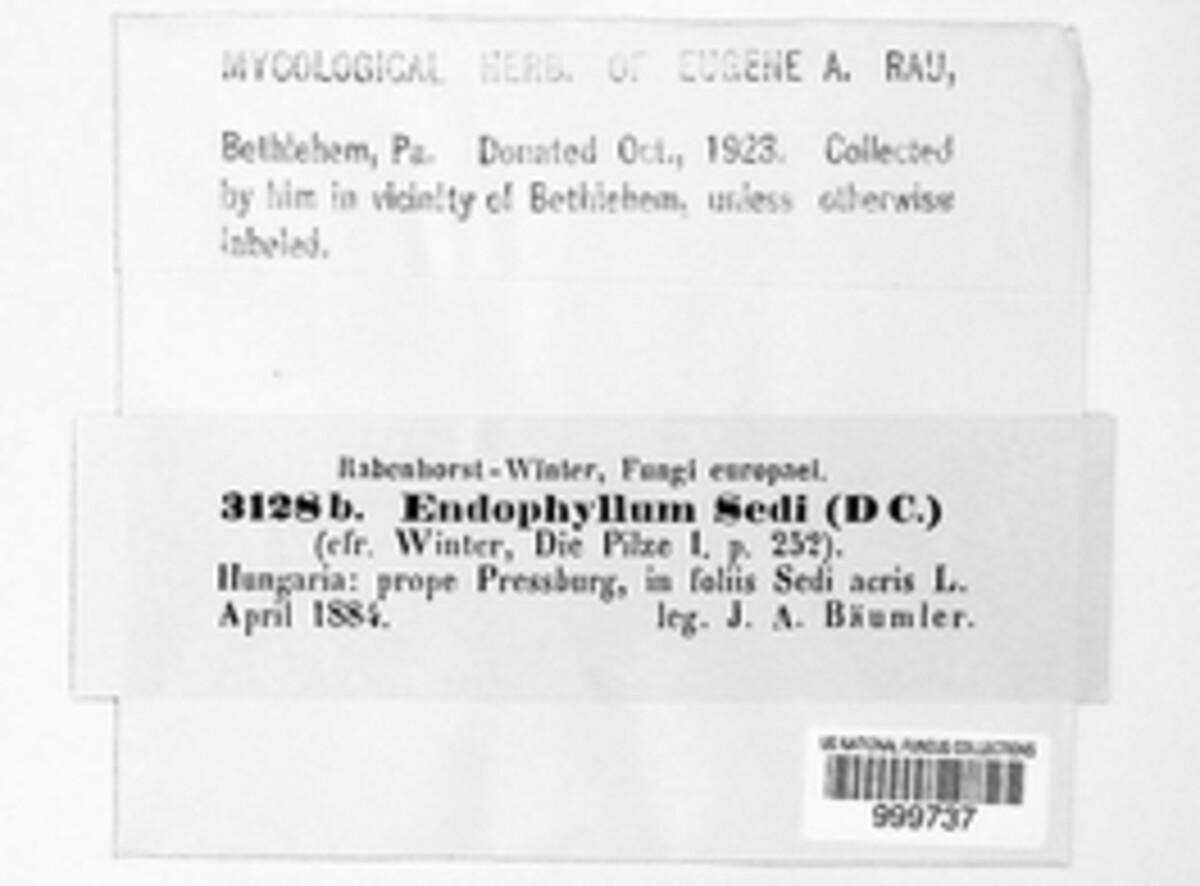 MYCOLOGICAL HERB. OF EUGENE A. RAU,
Bethlehem, Pa. Donated Oct., 1923. Collected
by him in vicinity of Bethlehem, unless otherwise
labeled.
Rabenhorst-Winter, Fungi europaei.
3128 b. Endophyllum Sedi (D C.)
(cfr. Winter, Die Pilze I. p. 252).
Hungaria: prope Pressburg, in foliis Sedi acris L.
April 1884. leg. J. A. Bäumler.
US NATIONAL FUNGUS COLLECTIONS
999737